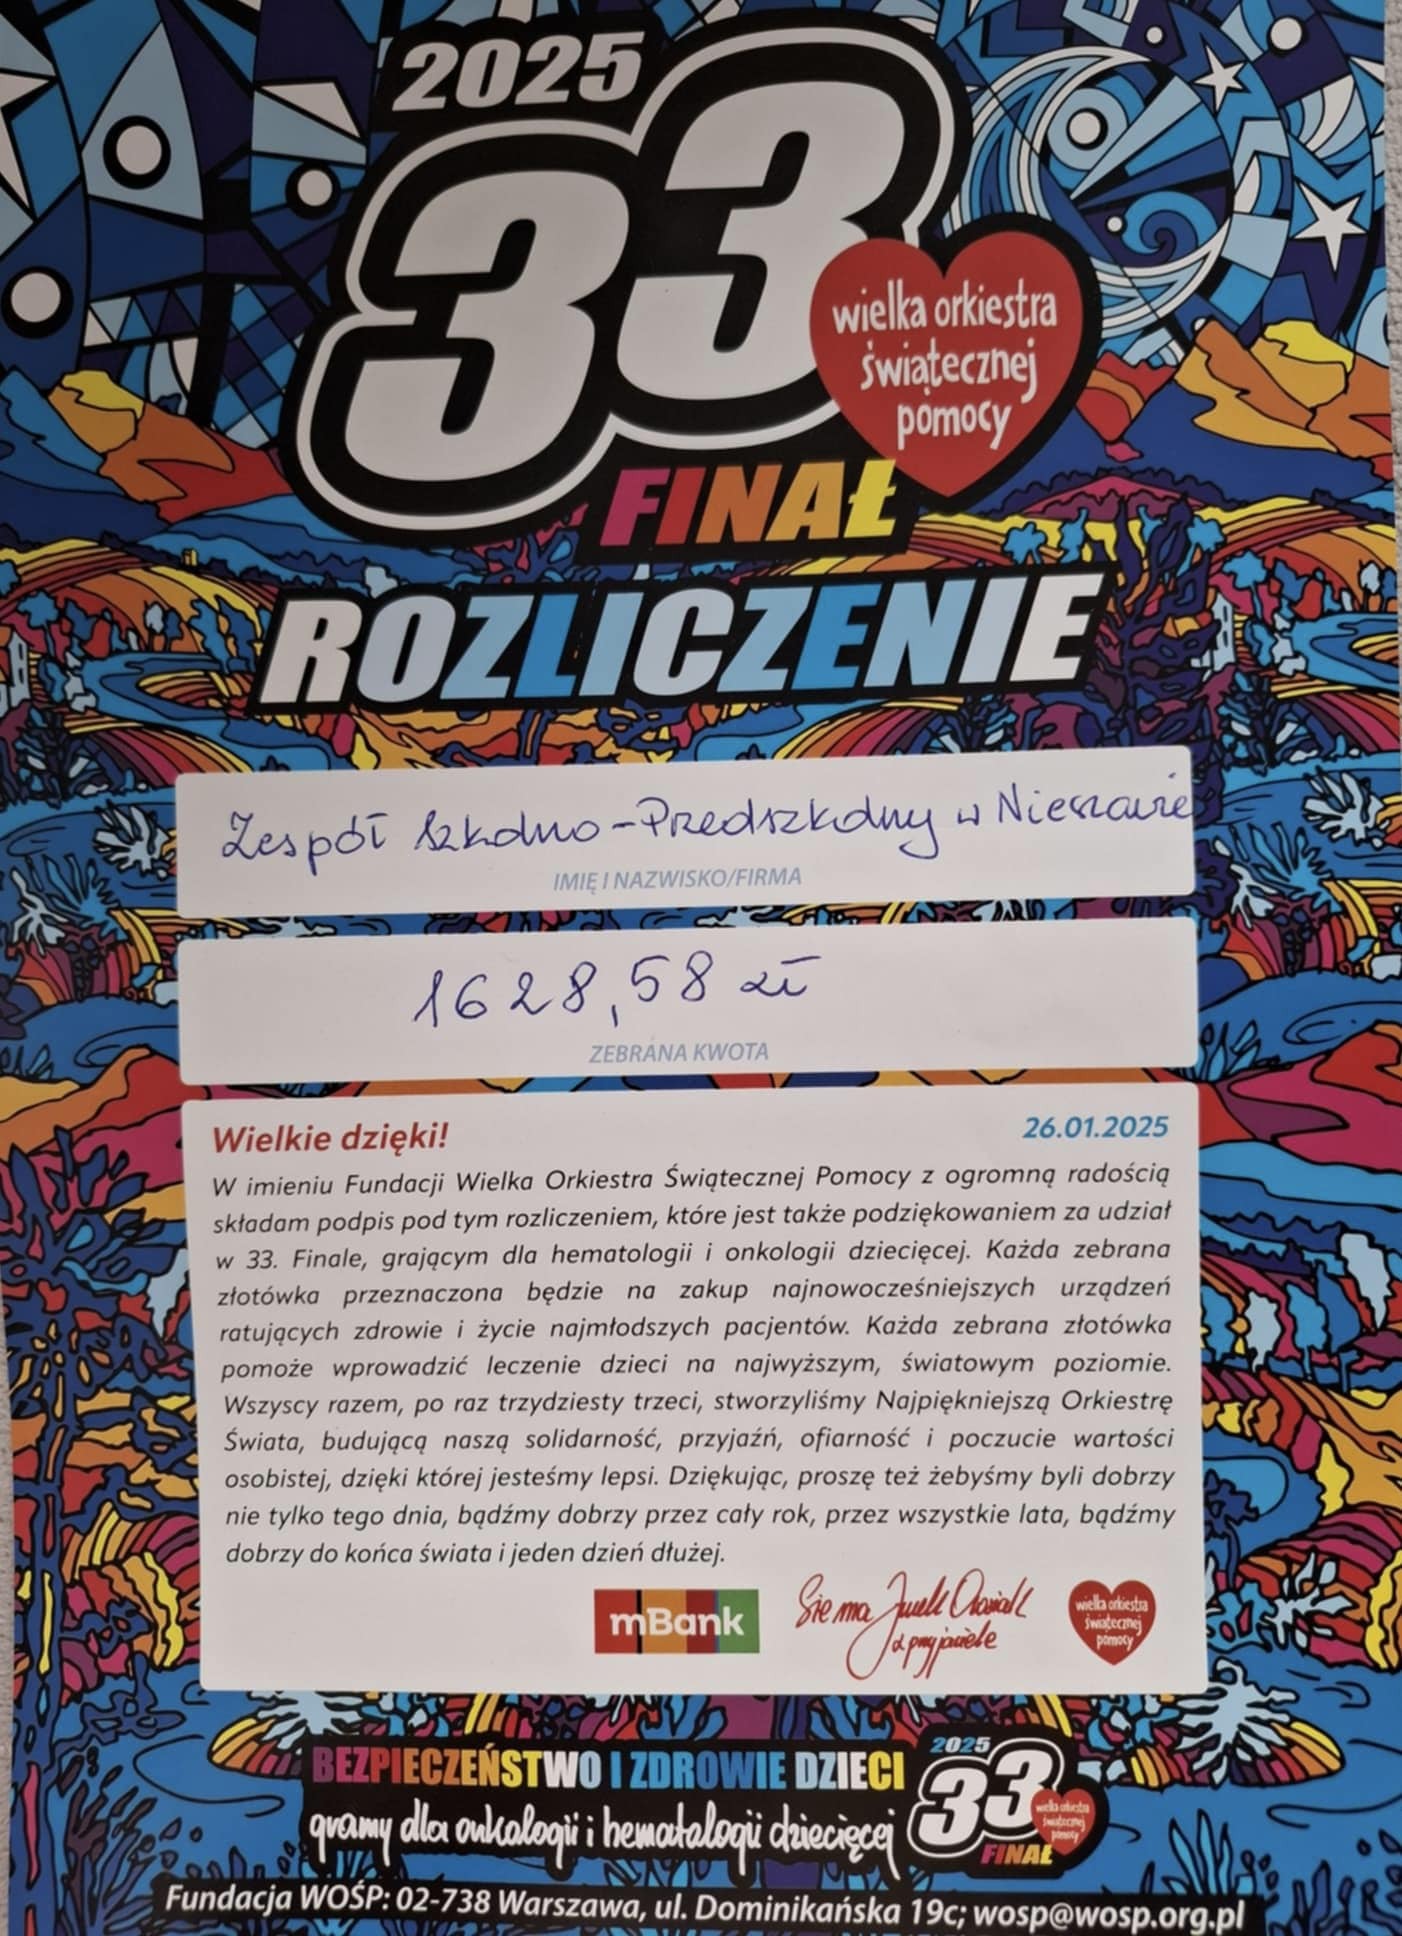 2025
33
wielka orkiestra
świątecznej
pomocy
FINAŁ
ROZLICZENIE
Zespół Szkolno-Przedszkolny w Nieszawie
IMIĘ I NAZWISKO/FIRMA
1628,58 zł
ZEBRANA KWOTA
Wielkie dzięki! 26.01.2025
W imieniu Fundacji Wielka Orkiestra Świątecznej Pomocy z ogromną radością
składam podpis pod tym rozliczeniem, które jest także podziękowaniem za udział
w 33. Finale, grającym dla hematologii i onkologii dziecięcej. Każda zebrana
złotówka przeznaczona będzie na zakup najnowocześniejszych urządzeń
ratujących zdrowie i życie najmłodszych pacjentów. Każda zebrana złotówka
pomoże wprowadzić leczenie dzieci na najwyższym, światowym poziomie.
Wszyscy razem, po raz trzydziesty trzeci, stworzyliśmy Najpiękniejszą Orkiestrę
Świata, budującą naszą solidarność, przyjaźń, ofiarność i poczucie wartości
osobistej, dzięki której jesteśmy lepsi. Dziękując, proszę też żebyśmy byli dobrzy
nie tylko tego dnia, bądźmy dobrzy przez cały rok, przez wszystkie lata, bądźmy
dobrzy do końca świata i jeden dzień dłużej.
mBank
Sie ma Jurek Owsiak
z przyjaciele
wielka orkiestra
świątecznej
pomocy
BEZPIECZEŃSTWO I ZDROWIE DZIECI
gramy dla onkologii i hematologii dziecięcej
2025
33
wielka orkiestra
świątecznej
pomocy
FINAŁ
Fundacja WOŚP: 02-738 Warszawa, ul. Dominikańska 19c; wosp@wosp.org.pl